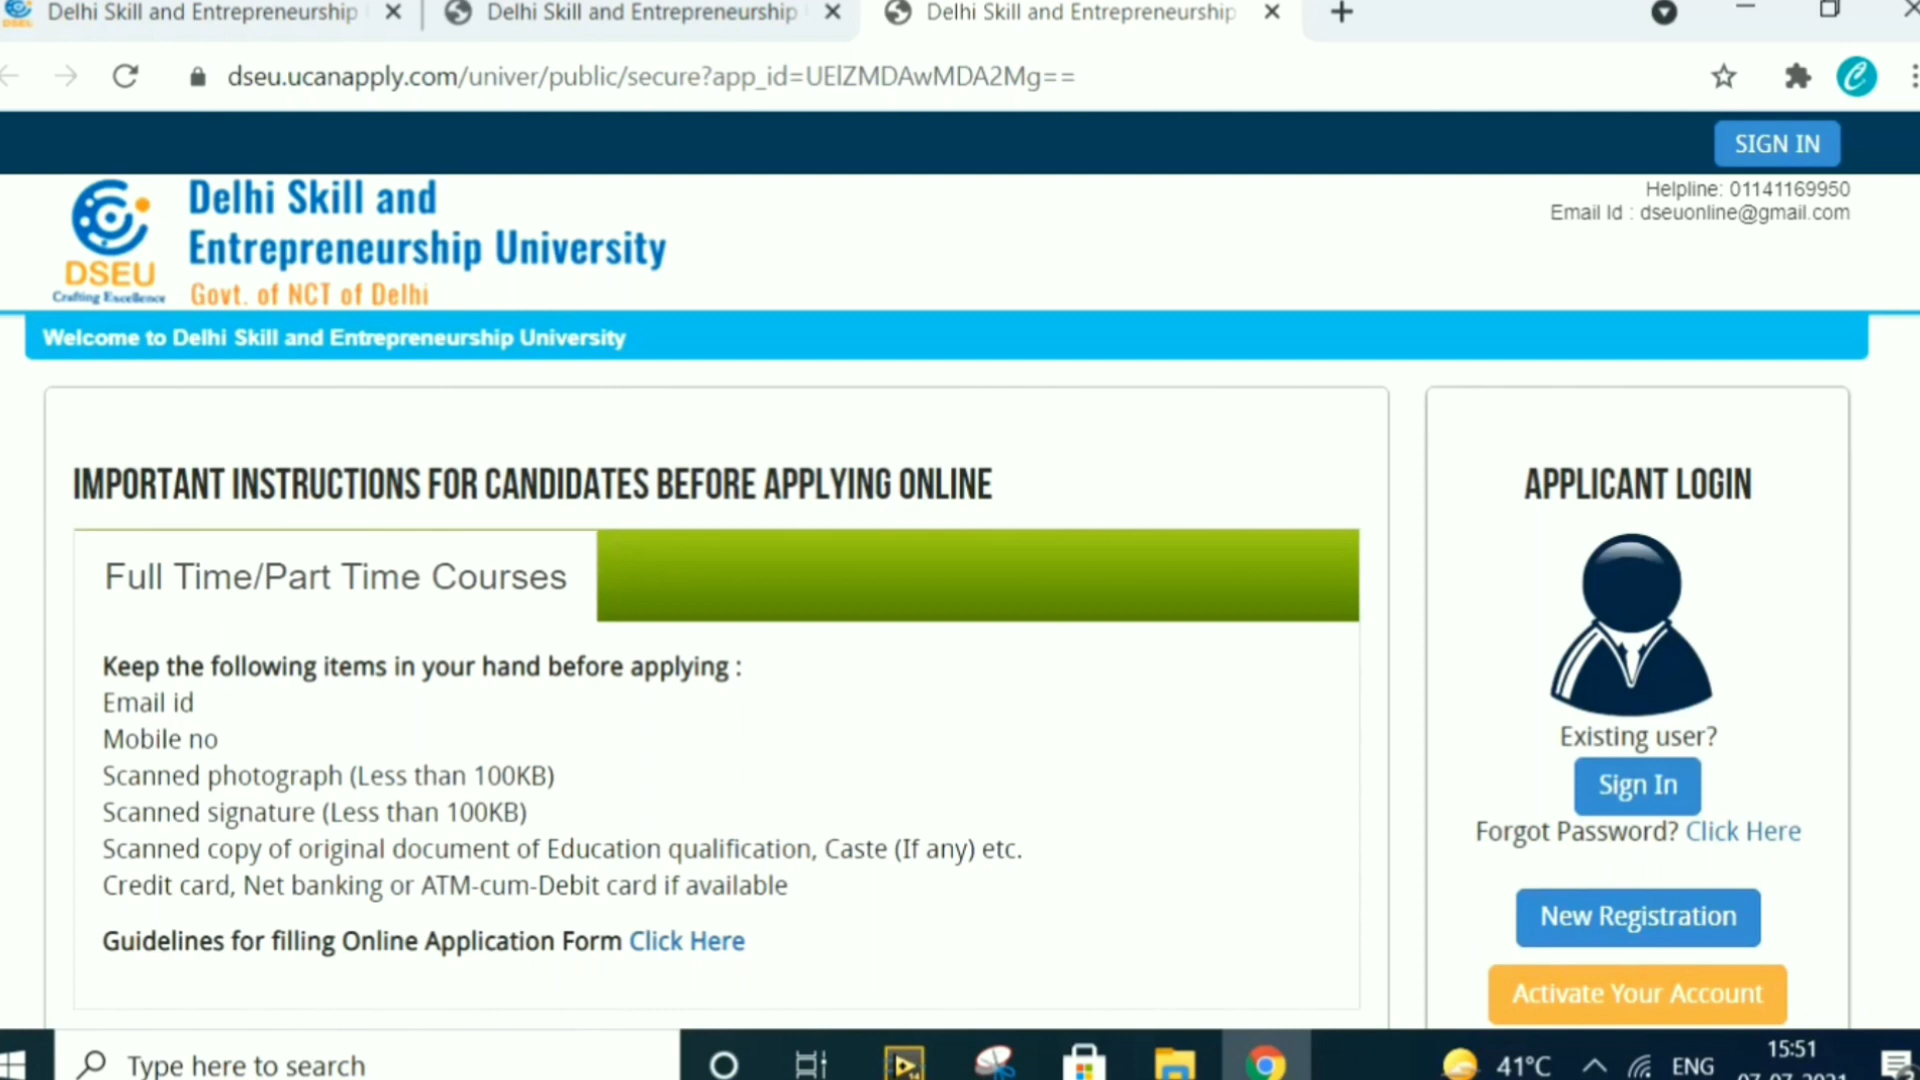 Delhi Skill and Entrepreneurship
Delhi Skill and Entrepreneurship
Delhi Skill and Entrepreneurship
dseu.ucanapply.com/univer/public/secure?app_id=UElZMDAwMDA2Mg==
SIGN IN
Helpline: 01141169950
Email Id : dseuonline@gmail.com
Delhi Skill and
Entrepreneurship University
Govt. of NCT of Delhi
DSEU
Crafting Excellence
Welcome to Delhi Skill and Entrepreneurship University
IMPORTANT INSTRUCTIONS FOR CANDIDATES BEFORE APPLYING ONLINE
Full Time/Part Time Courses
Keep the following items in your hand before applying :
Email id
Mobile no
Scanned photograph (Less than 100KB)
Scanned signature (Less than 100KB)
Scanned copy of original document of Education qualification, Caste (If any) etc.
Credit card, Net banking or ATM-cum-Debit card if available
Guidelines for filling Online Application Form Click Here
APPLICANT LOGIN
Existing user?
Sign In
Forgot Password? Click Here
New Registration
Activate Your Account
Type here to search
41°C
ENG
15:51